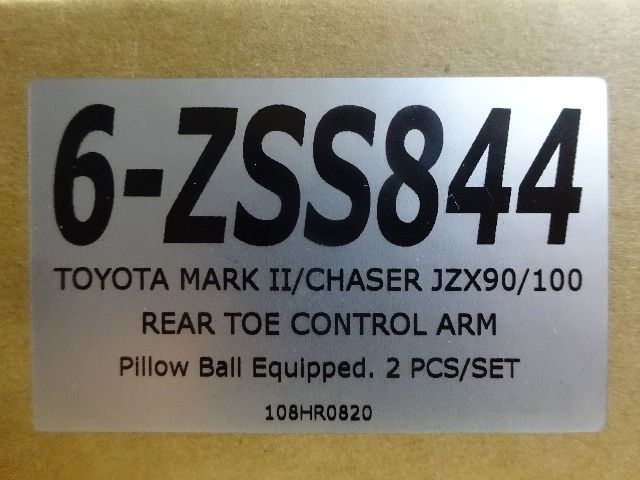 6-ZSS844
TOYOTA MARK II/CHASER JZX90/100
REAR TOE CONTROL ARM
Pillow Ball Equipped. 2 PCS/SET
108HR0820